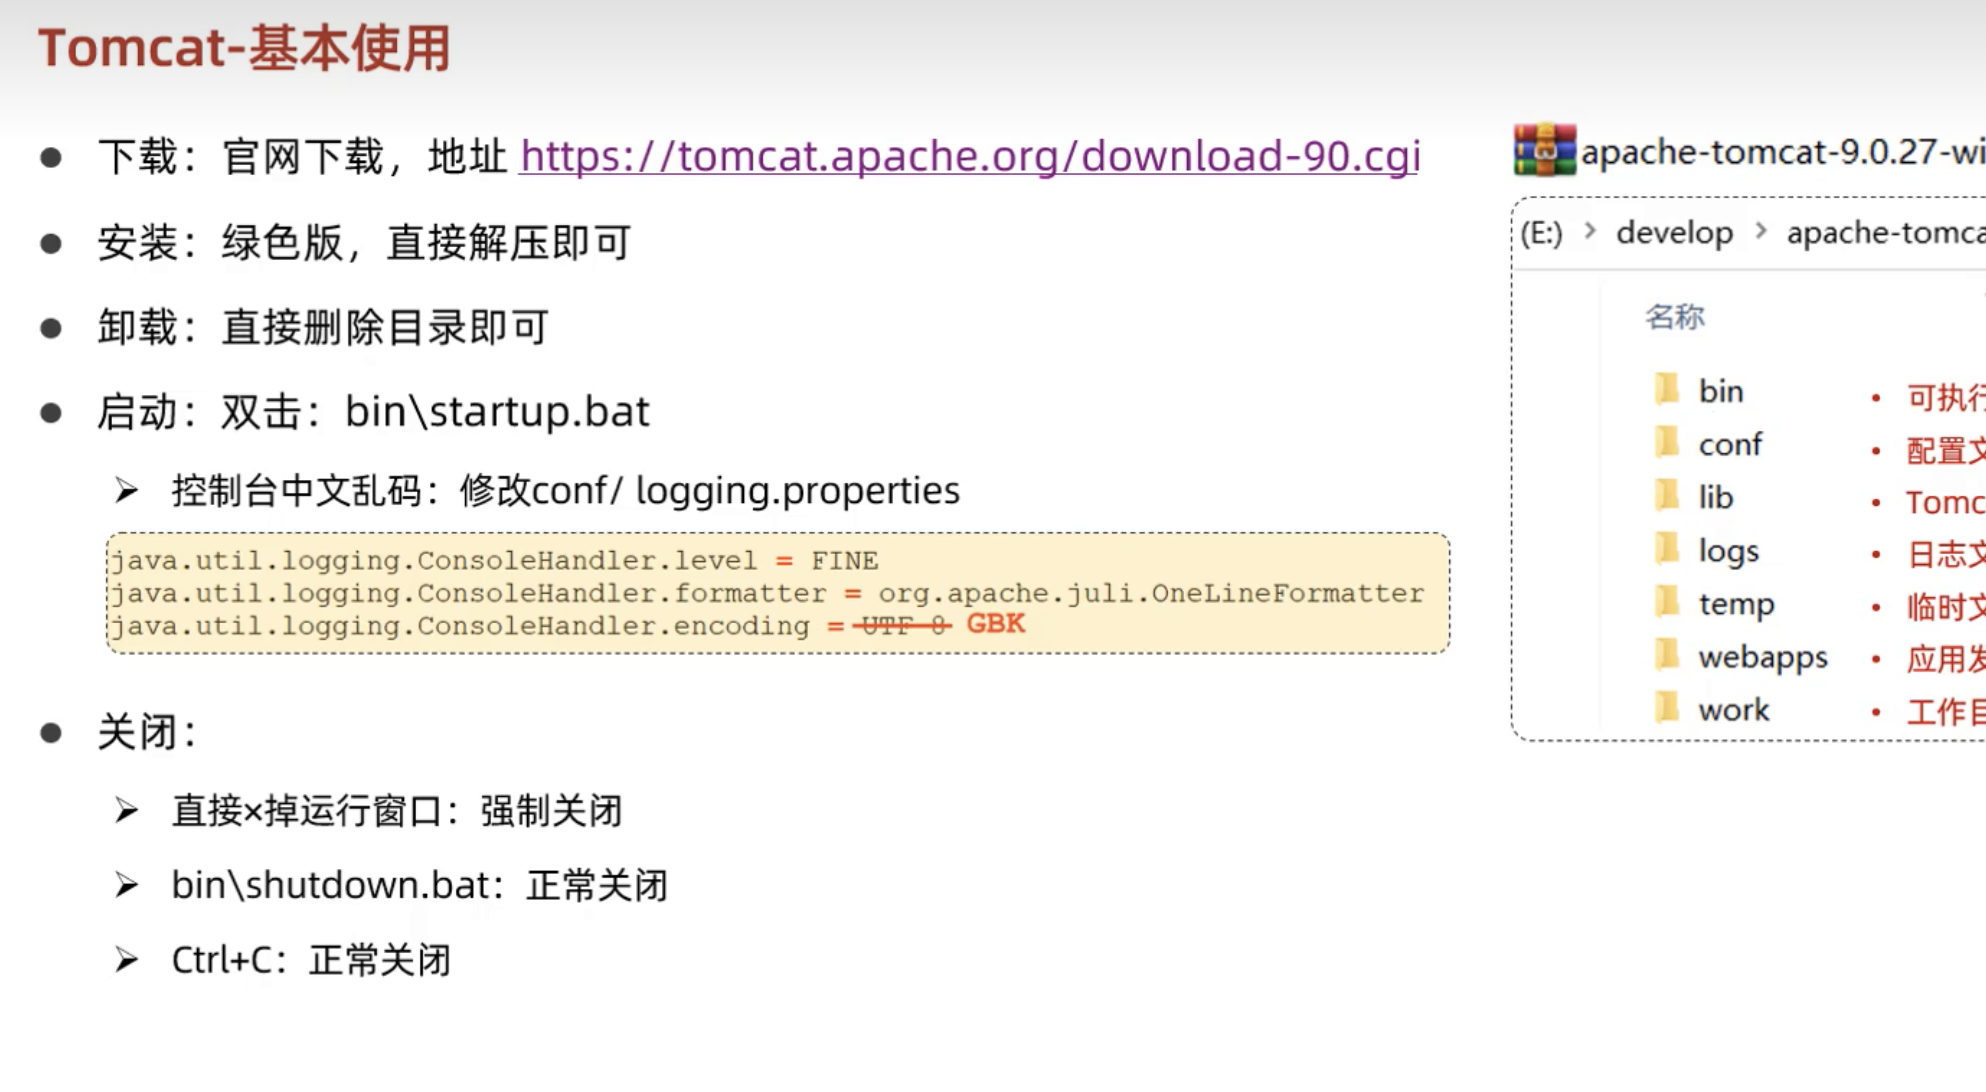 Tomcat-基本使用
● 下载：官网下载，地址 https://tomcat.apache.org/download-90.cgi
● 安装：绿色版，直接解压即可
● 卸载：直接删除目录即可
● 启动：双击：bin\startup.bat
➢ 控制台中文乱码：修改conf/ logging.properties
java.util.logging.ConsoleHandler.level = FINE
java.util.logging.ConsoleHandler.formatter = org.apache.juli.OneLineFormatter
java.util.logging.ConsoleHandler.encoding = UTF-8 GBK
● 关闭：
➢ 直接×掉运行窗口：强制关闭
➢ bin\shutdown.bat：正常关闭
➢ Ctrl+C：正常关闭
apache-tomcat-9.0.27-wi
(E:) > develop > apache-tomca
名称
bin • 可执行
conf • 配置文
lib • Tomc
logs • 日志文
temp • 临时文
webapps • 应用发
work • 工作目